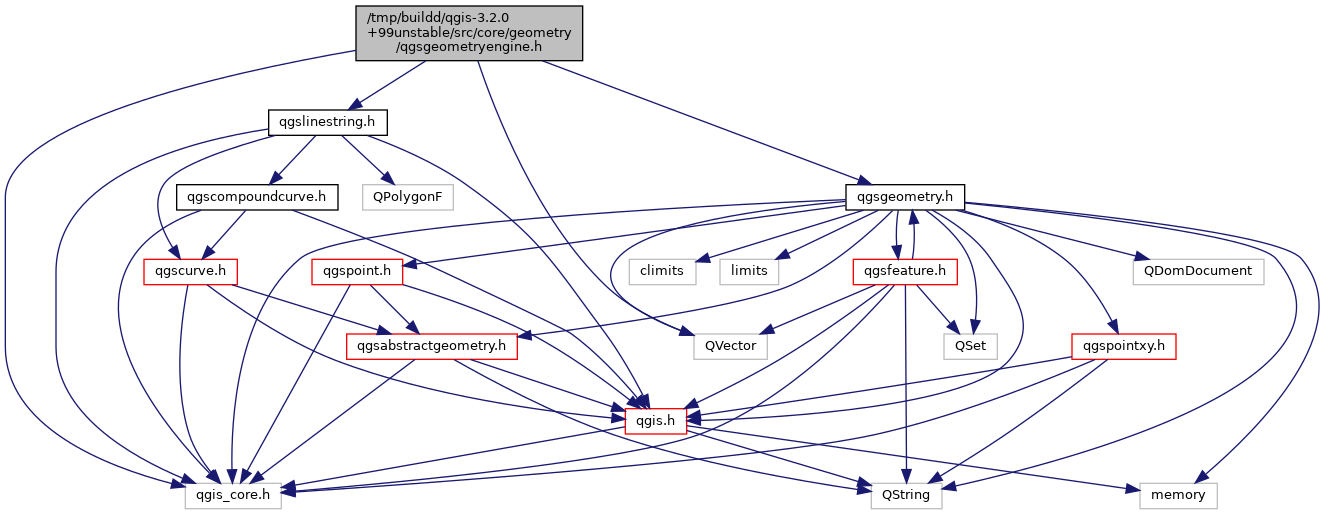 /tmp/buildd/qgis-3.2.0
+99unstable/src/core/geometry
/qgsgeometryengine.h
qgslinestring.h
qgscompoundcurve.h
QPolygonF
qgsgeometry.h
qgscurve.h
qgspoint.h
climits
limits
qgsfeature.h
QDomDocument
qgsabstractgeometry.h
QVector
QSet
qgspointxy.h
qgis.h
qgis_core.h
QString
memory